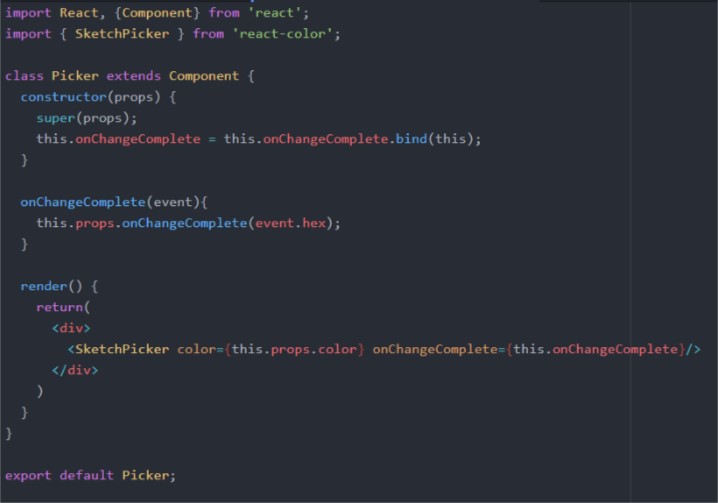 import React, {Component} from 'react';
import { SketchPicker } from 'react-color';
class Picker extends Component {
constructor(props) {
super(props);
this.onChangeComplete = this.onChangeComplete.bind(this);
}
onChangeComplete(event){
this.props.onChangeComplete(event.hex);
}
render() {
return(
<div>
<SketchPicker color={this.props.color} onChangeComplete={this.onChangeComplete}/>
</div>
)
}
}
export default Picker;